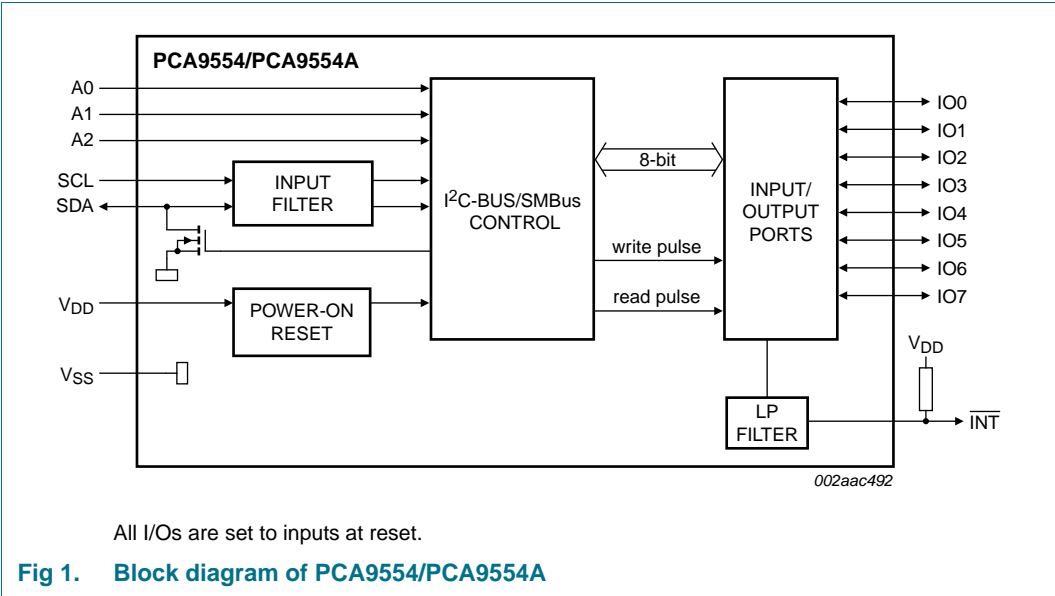 PCA9554/PCA9554A
A0
A1
A2
SCL
SDA
INPUT
FILTER
I²C-BUS/SMBus
CONTROL
8-bit
write pulse
read pulse
INPUT/
OUTPUT
PORTS
IO0
IO1
IO2
IO3
IO4
IO5
IO6
IO7
VDD
POWER-ON
RESET
VSS
VDD
LP
FILTER
INT
002aac492
All I/Os are set to inputs at reset.
Fig 1. Block diagram of PCA9554/PCA9554A